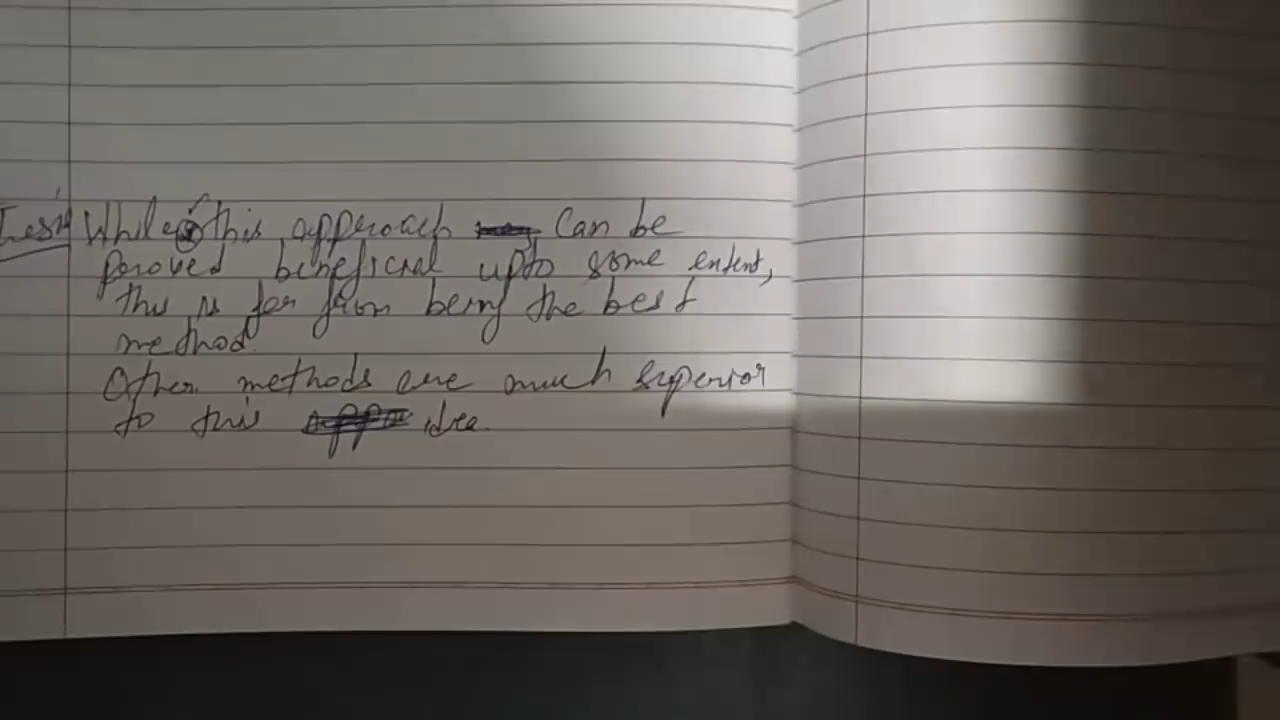 While this approach can be
proved beneficial upto some extent,
this is far from being the best
method.
Other methods are much superior
to this idea.